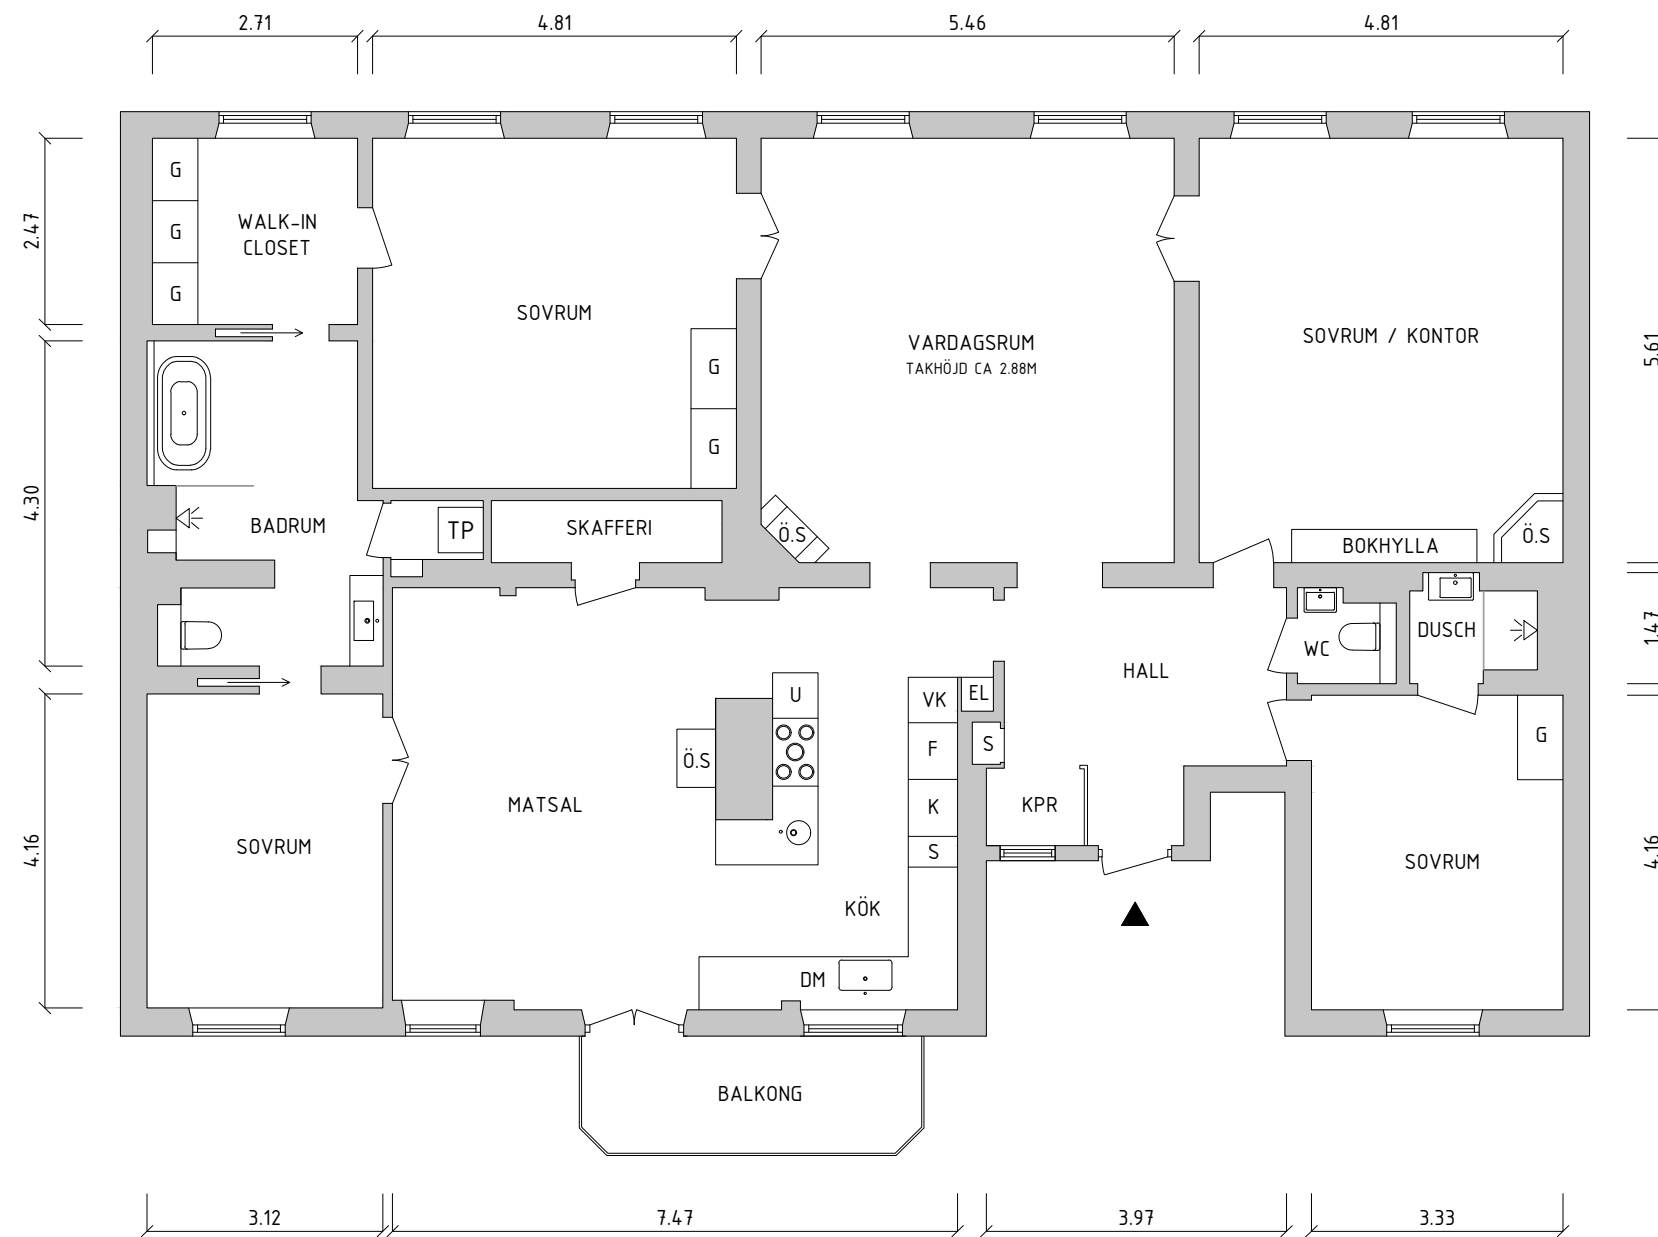 2.71
4.81
5.46
4.81
G
G
G
WALK-IN
CLOSET
2.47
SOVRUM
G
G
VARDAGSRUM
TAKHÖJD CA 2.88M
SOVRUM / KONTOR
5.61
4.30
BADRUM
TP
SKAFFERI
Ö.S
BOKHYLLA
Ö.S
WC
DUSCH
1.47
HALL
U
VK
EL
F
S
Ö.S
K
S
KPR
G
MATSAL
SOVRUM
4.16
SOVRUM
4.16
KÖK
DM
BALKONG
3.12
7.47
3.97
3.33